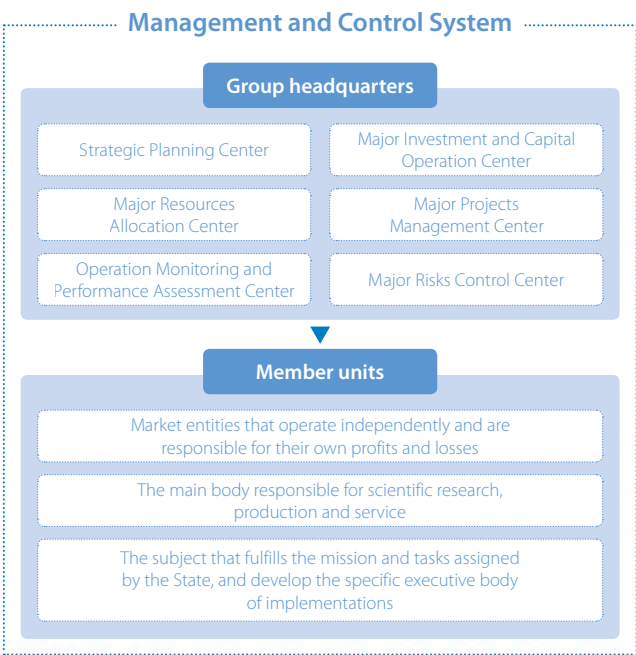 Management and Control System
Group headquarters
Strategic Planning Center
Major Investment and Capital
Operation Center
Major Resources
Allocation Center
Major Projects
Management Center
Operation Monitoring and
Performance Assessment Center
Major Risks Control Center
Member units
Market entities that operate independently and are
responsible for their own profits and losses
The main body responsible for scientific research,
production and service
The subject that fulfills the mission and tasks assigned
by the State, and develop the specific executive body
of implementations